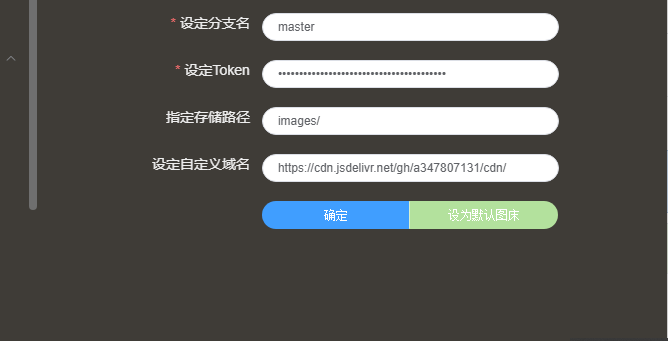 * 设定分支名 master
* 设定Token ••••••••••••••••••••••••••••••••••••••••
指定存储路径 images/
设定自定义域名 https://cdn.jsdelivr.net/gh/a347807131/cdn/
确定 设为默认图床